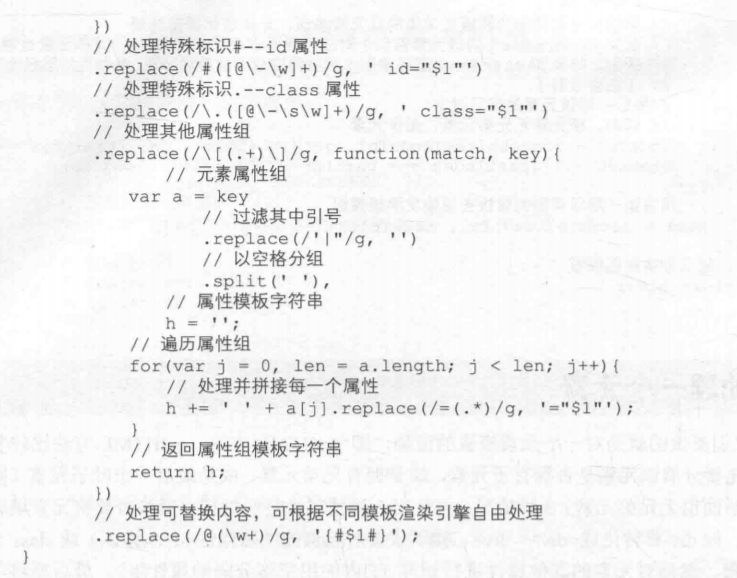 })
// 处理特殊标识#--id 属性
.replace(/#([@\-\w]+)/g, ' id="$1"')
// 处理特殊标识.--class 属性
.replace(/\.([@\-\s\w]+)/g, ' class="$1"')
// 处理其他属性组
.replace(/\[(.+)\]/g, function(match, key){
// 元素属性组
var a = key
// 过滤其中引号
.replace(/'|"/g, '')
// 以空格分组
.split(' '),
// 属性模板字符串
h = '';
// 遍历属性组
for(var j = 0, len = a.length; j < len; j++){
// 处理并拼接每一个属性
h += ' ' + a[j].replace(/=(.*)/g, '="$1"');
}
// 返回属性组模板字符串
return h;
})
// 处理可替换内容，可根据不同模板渲染引擎自由处理
.replace(/@(\w+)/g, '{#$1#}');
}